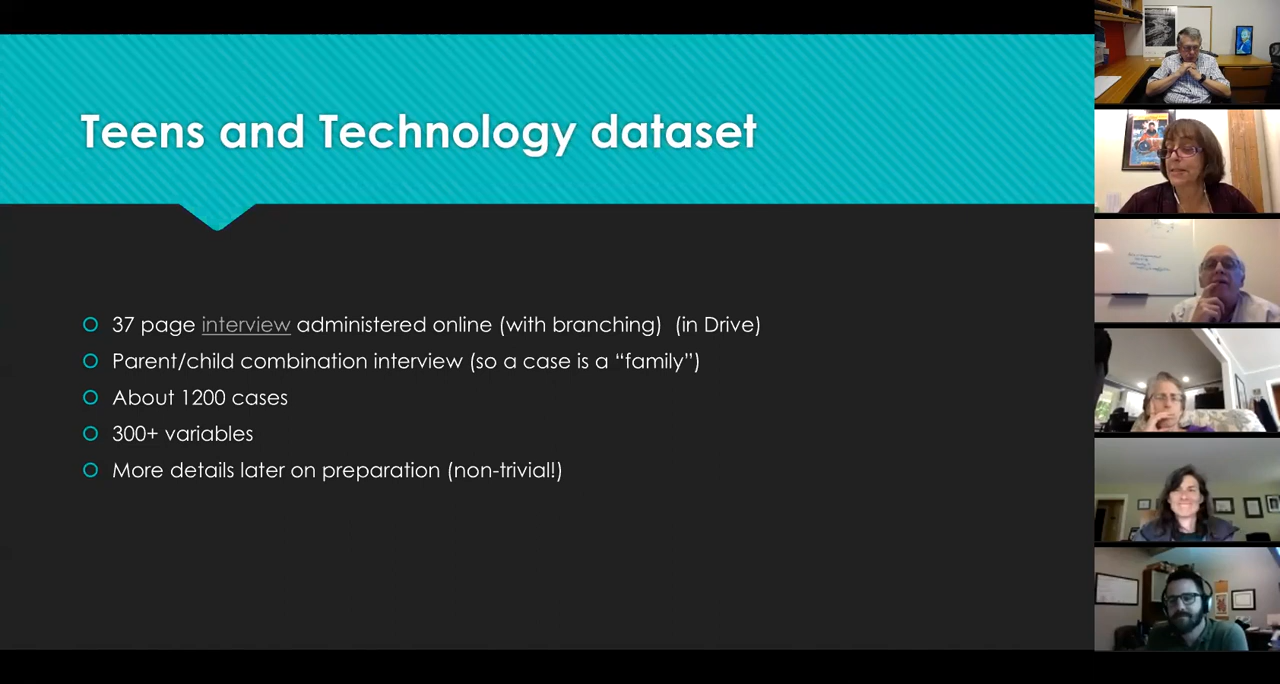 Teens and Technology dataset
37 page interview administered online (with branching)  (in Drive)
Parent/child combination interview (so a case is a “family”)
About 1200 cases
300+ variables
More details later on preparation (non-trivial!)